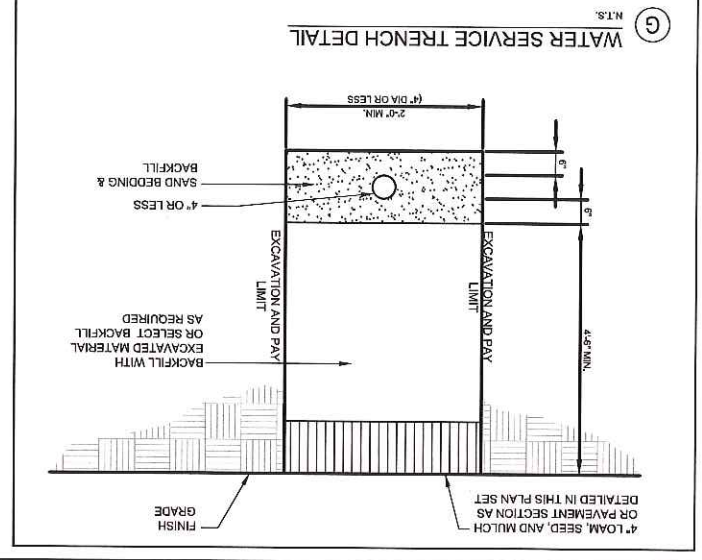 4" LOAM, SEED, AND MULCH
OR PAVEMENT SECTION AS
DETAILED IN THIS PLAN SET
FINISH
GRADE
4'-6" MIN.
EXCAVATION AND PAY
LIMIT
EXCAVATION AND PAY
LIMIT
BACKFILL WITH
EXCAVATED MATERIAL
OR SELECT BACKFILL
AS REQUIRED
6"
6"
4" OR LESS
SAND BEDDING &
BACKFILL
2'-0" MIN.
(4" DIA OR LESS
G
WATER SERVICE TRENCH DETAIL
N.T.S.